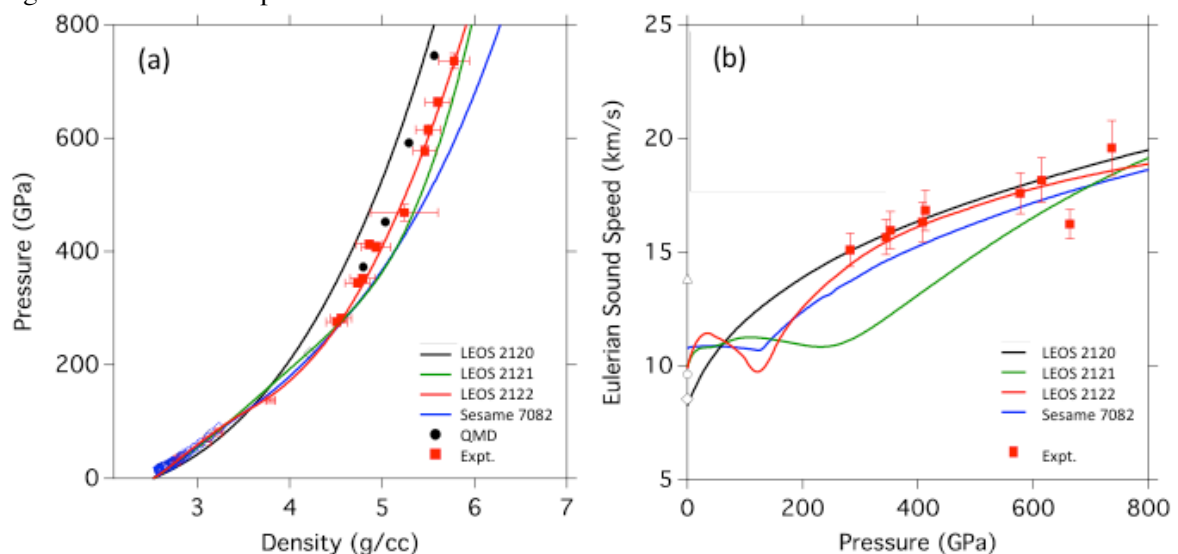 (a)
800
600
400
200
0
Pressure (GPa)
3
4
5
6
7
Density (g/cc)
LEOS 2120
LEOS 2121
LEOS 2122
Sesame 7082
QMD
Expt.
(b)
25
20
15
10
5
Eulerian Sound Speed (km/s)
0
200
400
600
800
Pressure (GPa)
LEOS 2120
LEOS 2121
LEOS 2122
Sesame 7082
Expt.